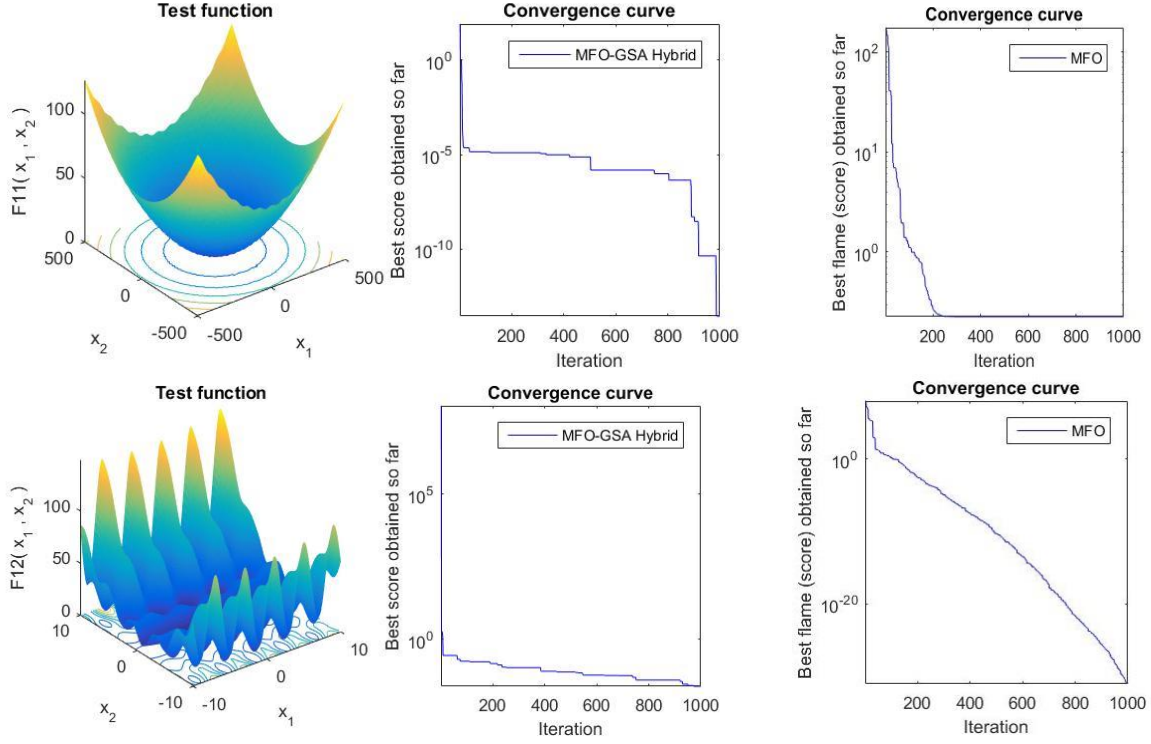 Test function
F11( x1 , x2 )
100
50
0
500
0
-500
x2
-500
0
500
x1
Convergence curve
MFO-GSA Hybrid
Best score obtained so far
10^0
10^-5
10^-10
200 400 600 800 1000
Iteration
Convergence curve
MFO
Best flame (score) obtained so far
10^2
10^1
10^0
0 200 400 600 800 1000
Iteration
Test function
F12( x1 , x2 )
100
50
0
10
0
-10
x2
-10
0
10
x1
Convergence curve
MFO-GSA Hybrid
Best score obtained so far
10^5
10^0
200 400 600 800 1000
Iteration
Convergence curve
MFO
Best flame (score) obtained so far
10^0
10^-20
200 400 600 800 1000
Iteration